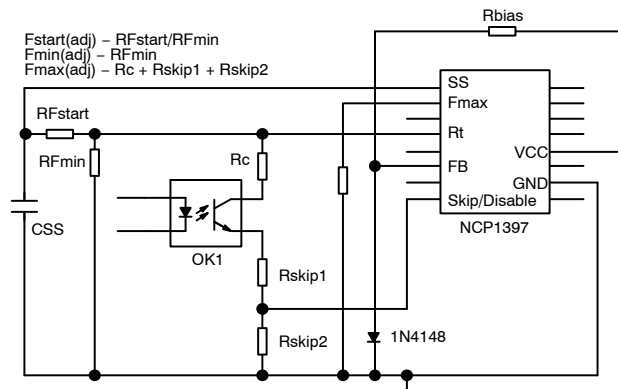 Rbias
Fstart(adj) − RFstart/RFmin
Fmin(adj) − RFmin
Fmax(adj) − Rc + Rskip1 + Rskip2
SS
Fmax
RFstart
Rt
RFmin
Rc
VCC
FB
GND
Skip/Disable
CSS
NCP1397
OK1
Rskip1
Rskip2
1N4148